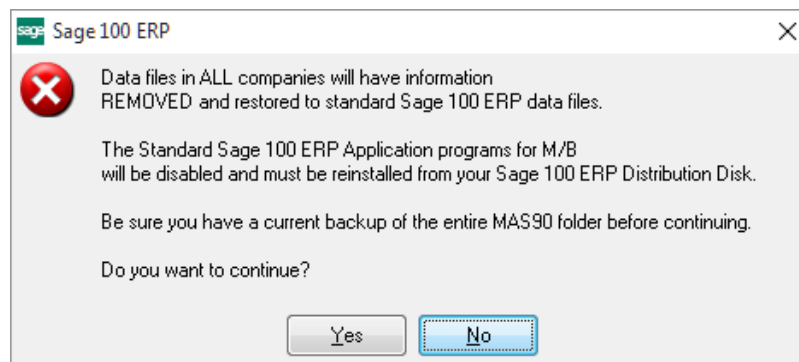 sage Sage 100 ERP
Data files in ALL companies will have information
REMOVED and restored to standard Sage 100 ERP data files.
The Standard Sage 100 ERP Application programs for M/B
will be disabled and must be reinstalled from your Sage 100 ERP Distribution Disk.
Be sure you have a current backup of the entire MAS90 folder before continuing.
Do you want to continue?
Yes No